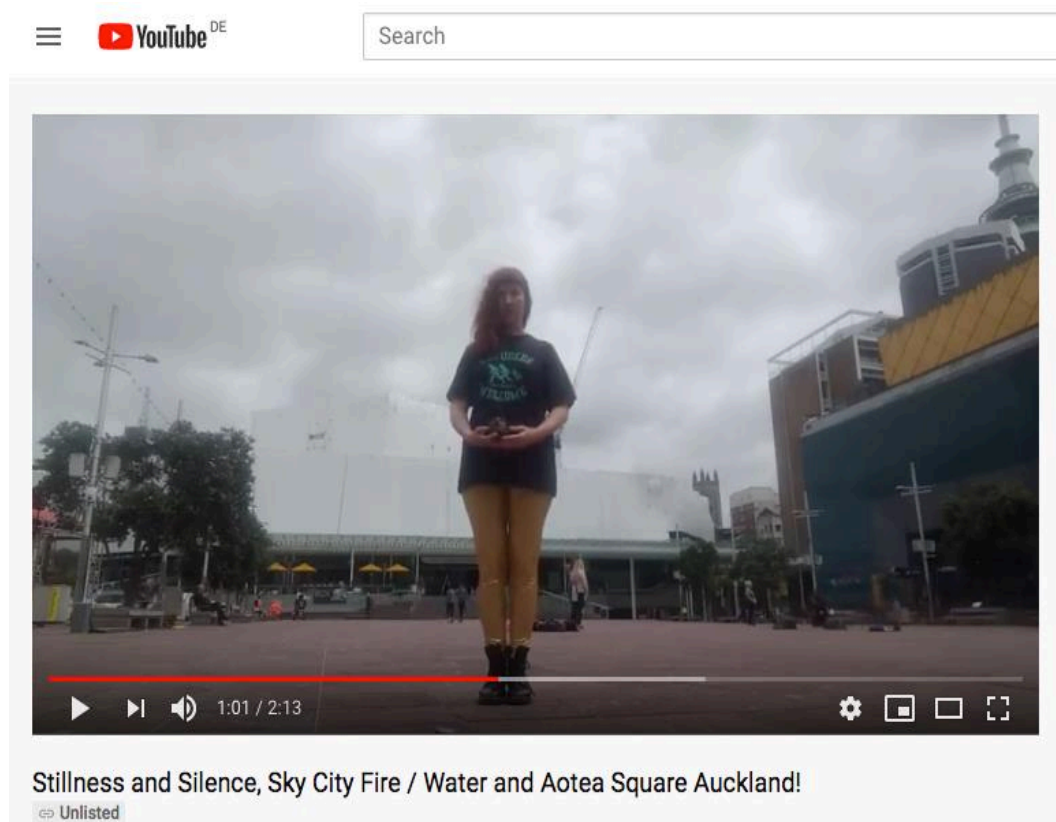 YouTube DE
Search
WELCOME
1:01 / 2:13
Stillness and Silence, Sky City Fire / Water and Aotea Square Auckland!
Unlisted